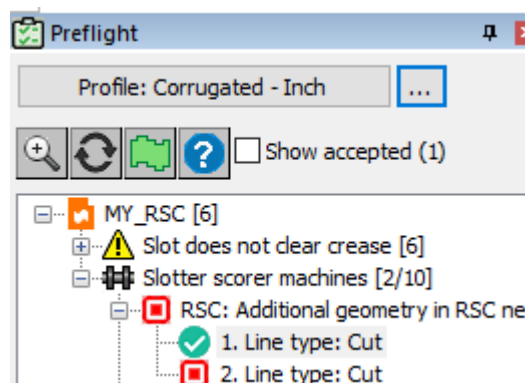 Preflight
Profile: Corrugated - Inch
...
Show accepted (1)
MY_RSC [6]
Slot does not clear crease [6]
Slotter scorer machines [2/10]
RSC: Additional geometry in RSC ne
1. Line type: Cut
2. Line type: Cut